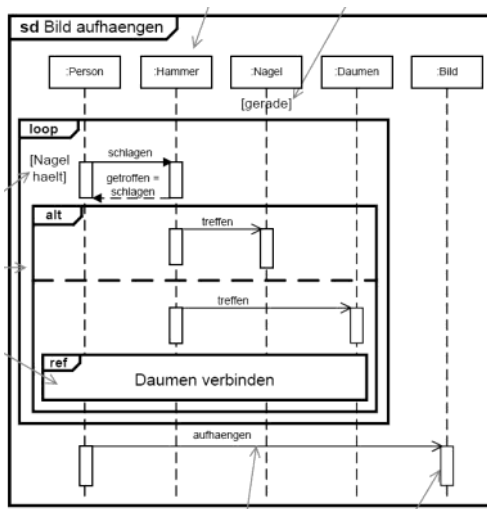 sd Bild aufhaengen
:Person :Hammer :Nagel :Daumen :Bild
[gerade]
loop
[Nagel
haelt]
schlagen
getroffen =
schlagen
alt
treffen
treffen
ref
Daumen verbinden
aufhaengen